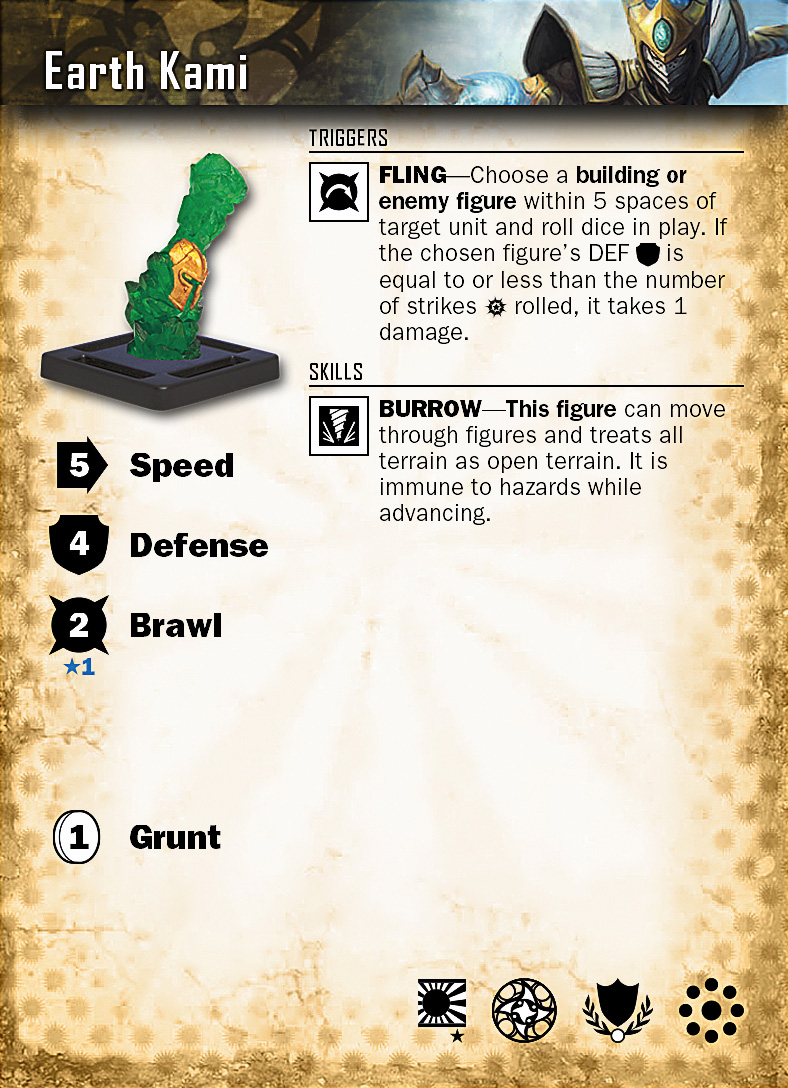 Earth Kami
TRIGGERS
FLING—Choose a building or
enemy figure within 5 spaces of
target unit and roll dice in play. If
the chosen figure’s DEF is
equal to or less than the number
of strikes rolled, it takes 1
damage.
SKILLS
BURROW—This figure can move
through figures and treats all
terrain as open terrain. It is
immune to hazards while
advancing.
5 Speed
4 Defense
2 Brawl
★1
1 Grunt